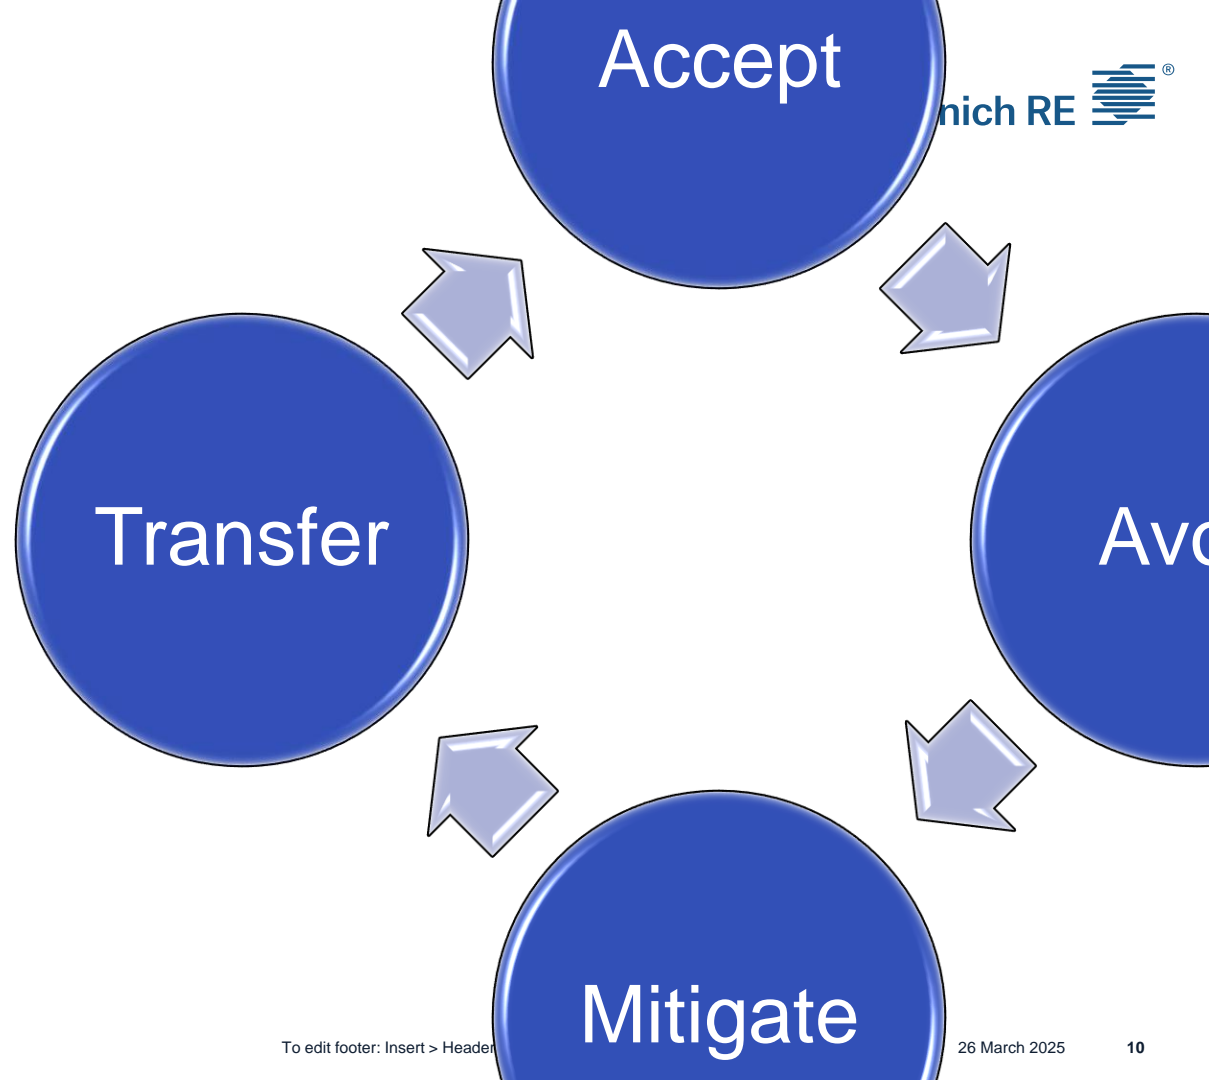 Accept
nich RE ®
Transfer
Avo
Mitigate
To edit footer: Insert > Header
26 March 2025
10